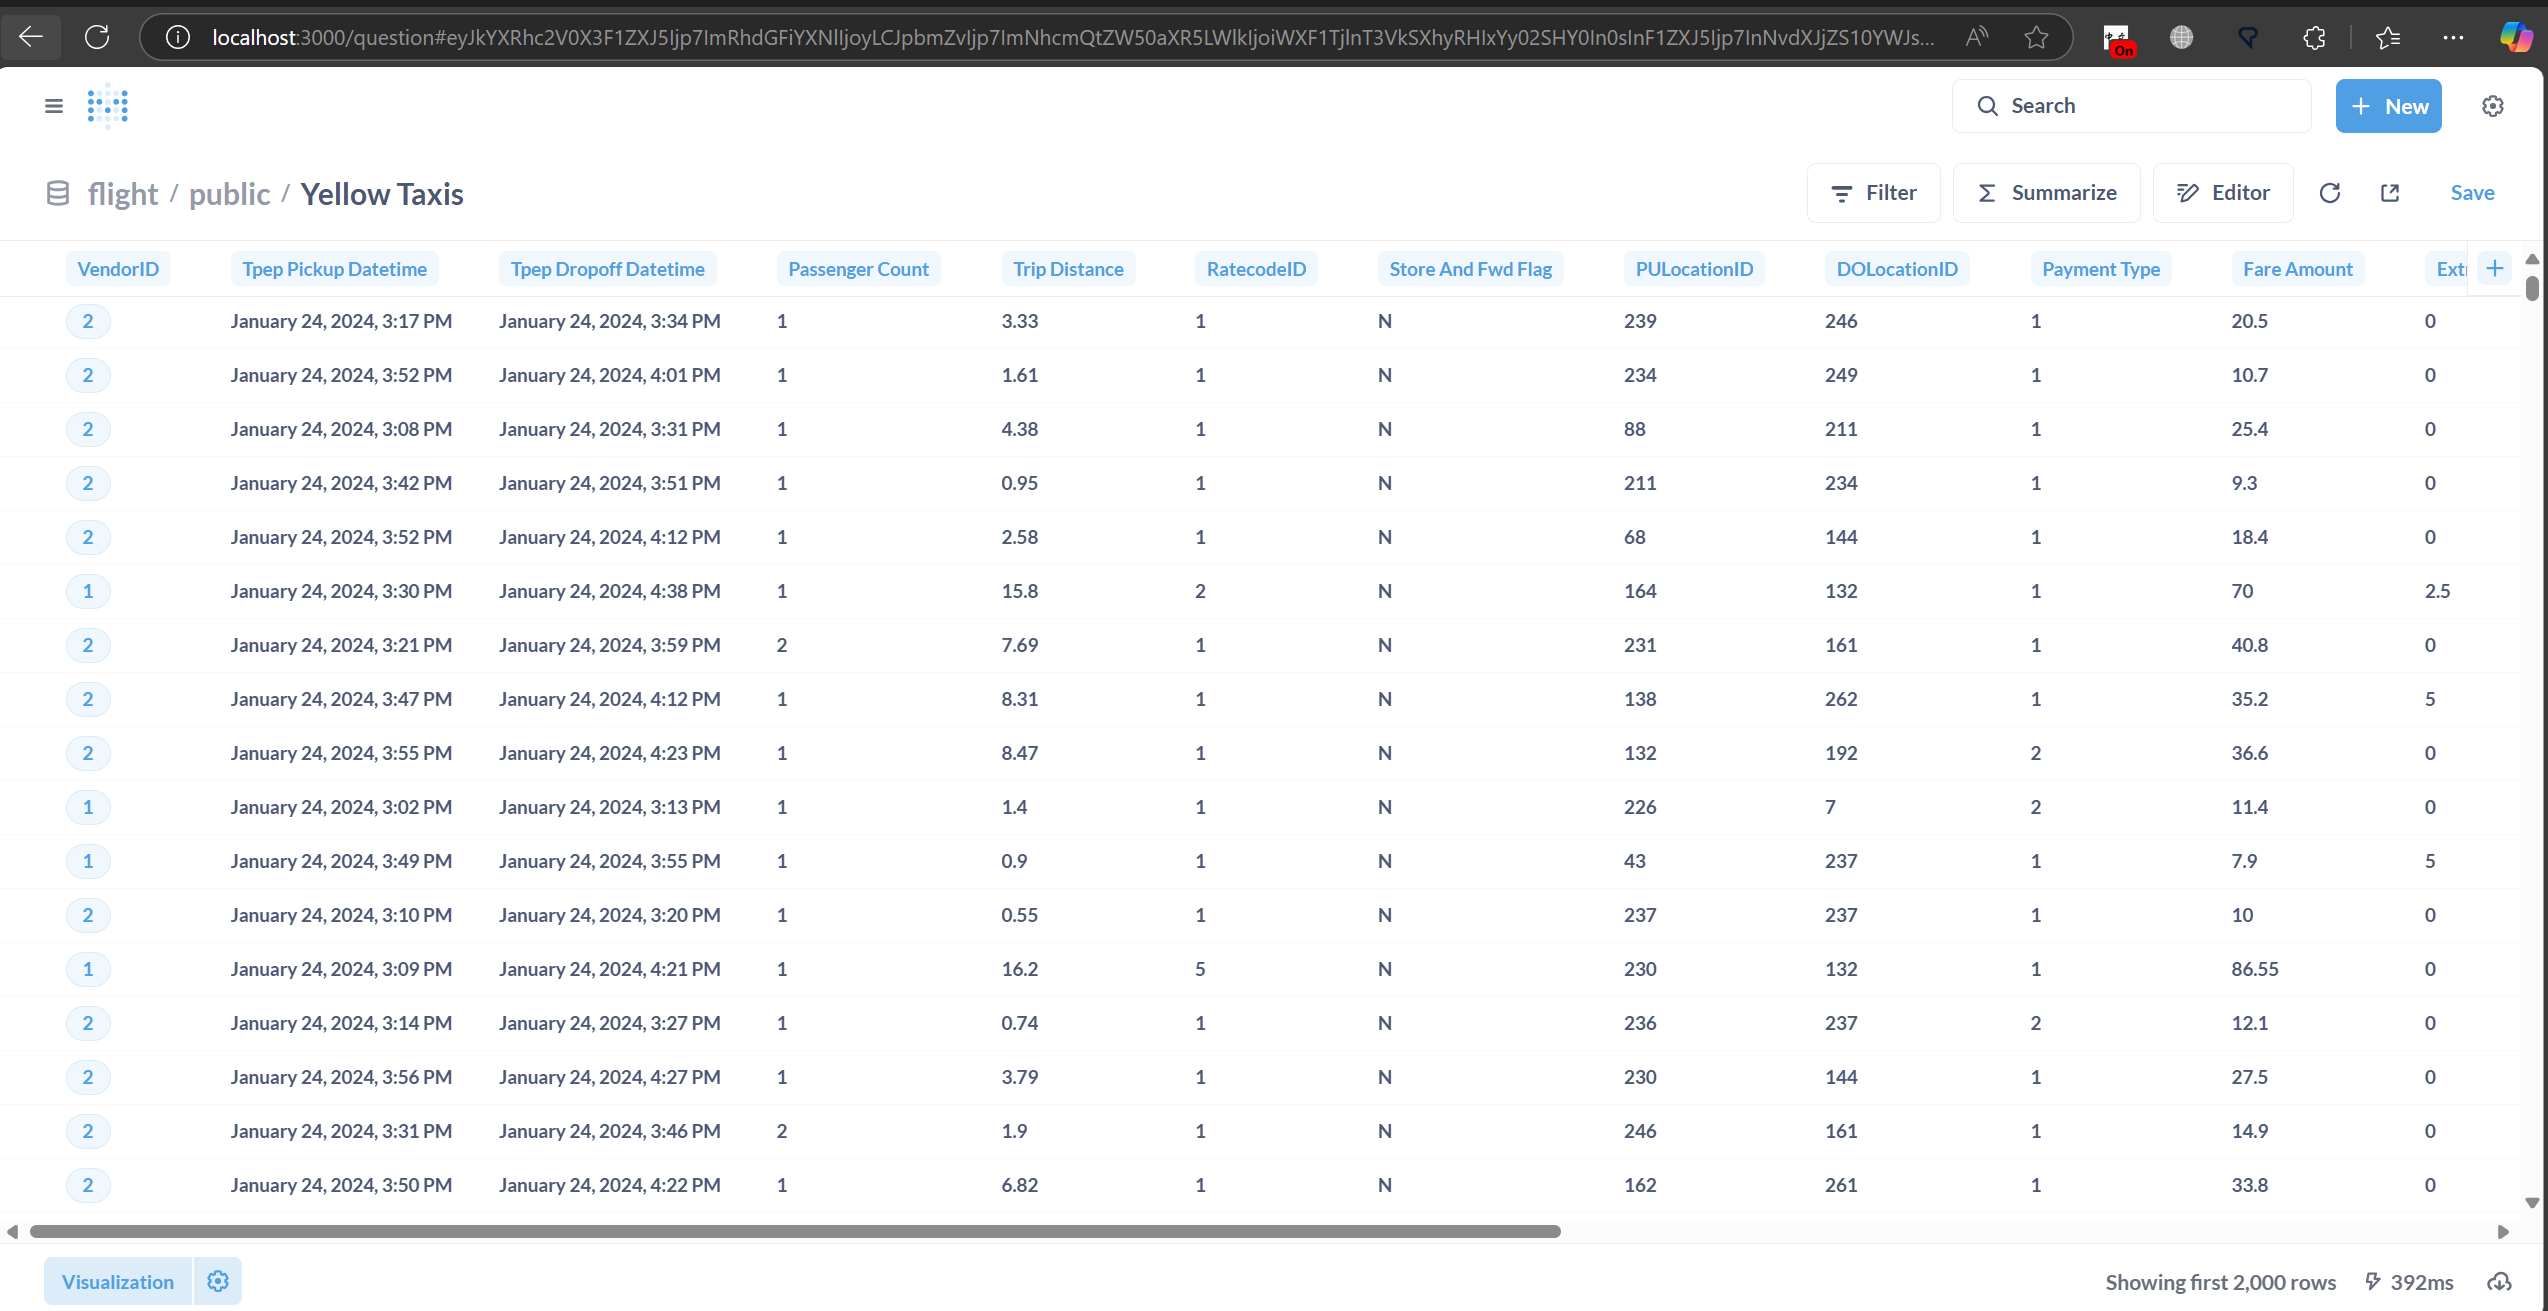 localhost:3000/question#eyJkYXRhc2V0X3F1ZXJ5Ijp7ImRhdGFiYXNlIjoyLCJpbmZvIjp7ImNhcmQtZW50aXR5LWlkIjoiWXF1TjlnT3VkSXhyRHlxYy02SHY0In0sInF1ZXJ5Ijp7InNvdXJjZS10YWJs...
On
Search
+ New
flight / public / Yellow Taxis
Filter
Summarize
Editor
Save
VendorID Tpep Pickup Datetime Tpep Dropoff Datetime Passenger Count Trip Distance RatecodeID Store And Fwd Flag PULocationID DOLocationID Payment Type Fare Amount Ext +
2 January 24, 2024, 3:17 PM January 24, 2024, 3:34 PM 1 3.33 1 N 239 246 1 20.5 0
2 January 24, 2024, 3:52 PM January 24, 2024, 4:01 PM 1 1.61 1 N 234 249 1 10.7 0
2 January 24, 2024, 3:08 PM January 24, 2024, 3:31 PM 1 4.38 1 N 88 211 1 25.4 0
2 January 24, 2024, 3:42 PM January 24, 2024, 3:51 PM 1 0.95 1 N 211 234 1 9.3 0
2 January 24, 2024, 3:52 PM January 24, 2024, 4:12 PM 1 2.58 1 N 68 144 1 18.4 0
1 January 24, 2024, 3:30 PM January 24, 2024, 4:38 PM 1 15.8 2 N 164 132 1 70 2.5
2 January 24, 2024, 3:21 PM January 24, 2024, 3:59 PM 2 7.69 1 N 231 161 1 40.8 0
2 January 24, 2024, 3:47 PM January 24, 2024, 4:12 PM 1 8.31 1 N 138 262 1 35.2 5
2 January 24, 2024, 3:55 PM January 24, 2024, 4:23 PM 1 8.47 1 N 132 192 2 36.6 0
1 January 24, 2024, 3:02 PM January 24, 2024, 3:13 PM 1 1.4 1 N 226 7 2 11.4 0
1 January 24, 2024, 3:49 PM January 24, 2024, 3:55 PM 1 0.9 1 N 43 237 1 7.9 5
2 January 24, 2024, 3:10 PM January 24, 2024, 3:20 PM 1 0.55 1 N 237 237 1 10 0
1 January 24, 2024, 3:09 PM January 24, 2024, 4:21 PM 1 16.2 5 N 230 132 1 86.55 0
2 January 24, 2024, 3:14 PM January 24, 2024, 3:27 PM 1 0.74 1 N 236 237 2 12.1 0
2 January 24, 2024, 3:56 PM January 24, 2024, 4:27 PM 1 3.79 1 N 230 144 1 27.5 0
2 January 24, 2024, 3:31 PM January 24, 2024, 3:46 PM 2 1.9 1 N 246 161 1 14.9 0
2 January 24, 2024, 3:50 PM January 24, 2024, 4:22 PM 1 6.82 1 N 162 261 1 33.8 0
Visualization
Showing first 2,000 rows
392ms